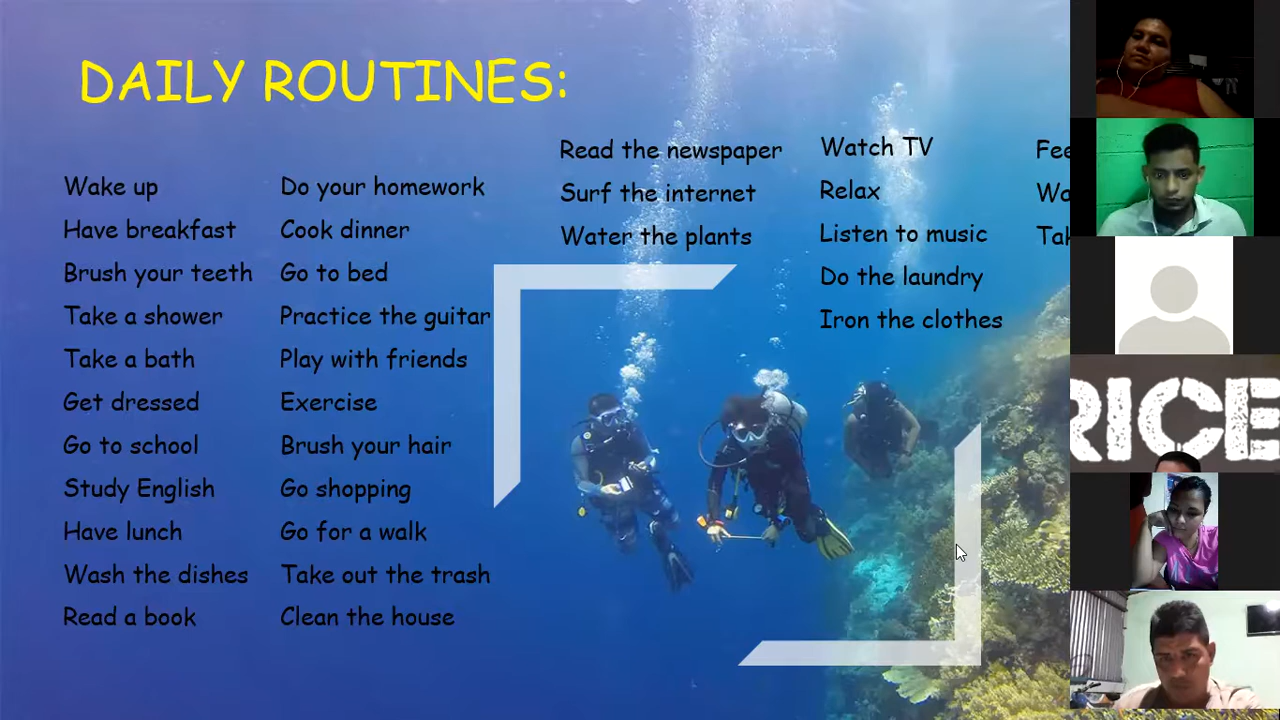 DAILY ROUTINES:
Wake up
Have breakfast
Brush your teeth
Take a shower
Take a bath
Get dressed
Go to school
Study English
Have lunch
Wash the dishes
Read a book
Do your homework
Cook dinner
Go to bed
Practice the guitar
Play with friends
Exercise
Brush your hair
Go shopping
Go for a walk
Take out the trash
Clean the house
Read the newspaper
Surf the internet
Water the plants
Watch TV
Relax
Listen to music
Do the laundry
Iron the clothes